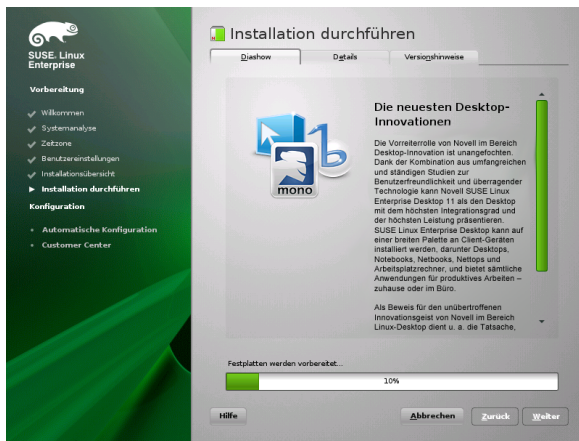 SUSE. Linux
Enterprise
Vorbereitung
Willkommen
Systemanalyse
Zeitzone
Benutzereinstellungen
Installationsübersicht
Installation durchführen
Konfiguration
Automatische Konfiguration
Customer Center
Installation durchführen
Diashow
Details
Versionshinweise
mono
Die neuesten Desktop-
Innovationen
Die Vorreiterrolle von Novell im Bereich
Desktop-Innovation ist unangefochten.
Dank der Kombination aus umfangreichen
und ständigen Studien zur
Benutzerfreundlichkeit und überragender
Technologie kann Novell SUSE Linux
Enterprise Desktop 11 als den Desktop
mit dem höchsten Integrationsgrad und
der höchsten Leistung präsentieren.
SUSE Linux Enterprise Desktop kann auf
einer breiten Palette an Client-Geräten
installiert werden, darunter Desktops,
Notebooks, Netbooks, Nettops und
Arbeitsplatzrechner, und bietet sämtliche
Anwendungen für produktives Arbeiten –
zuhause oder im Büro.
Als Beweis für den unübertroffenen
Innovationsgeist von Novell im Bereich
Linux-Desktop dient u. a. die Tatsache,
Festplatten werden vorbereitet...
10%
Hilfe
Abbrechen
Zurück
Weiter